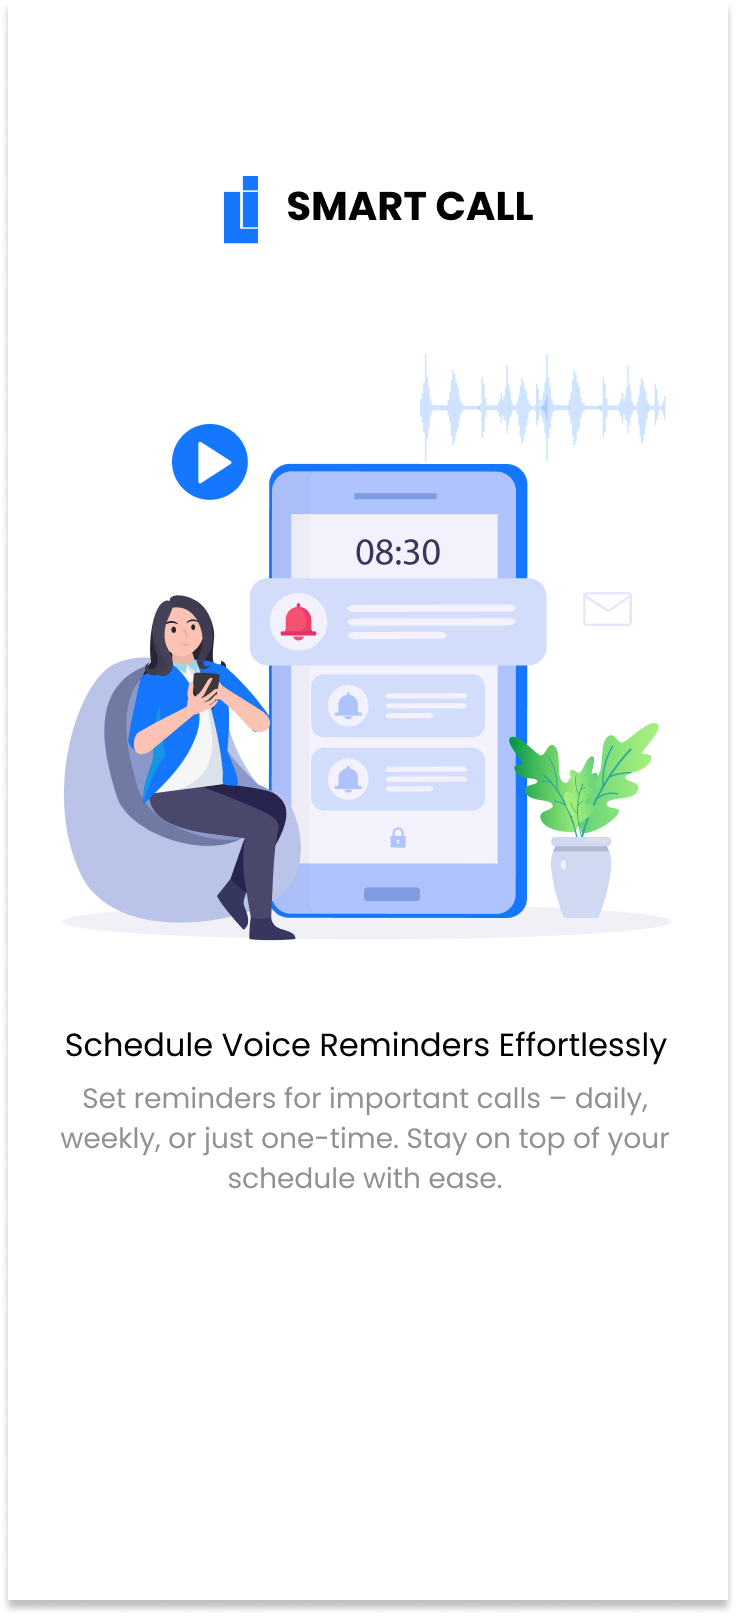 SMART CALL
08:30
Schedule Voice Reminders Effortlessly
Set reminders for important calls – daily,
weekly, or just one-time. Stay on top of your
schedule with ease.